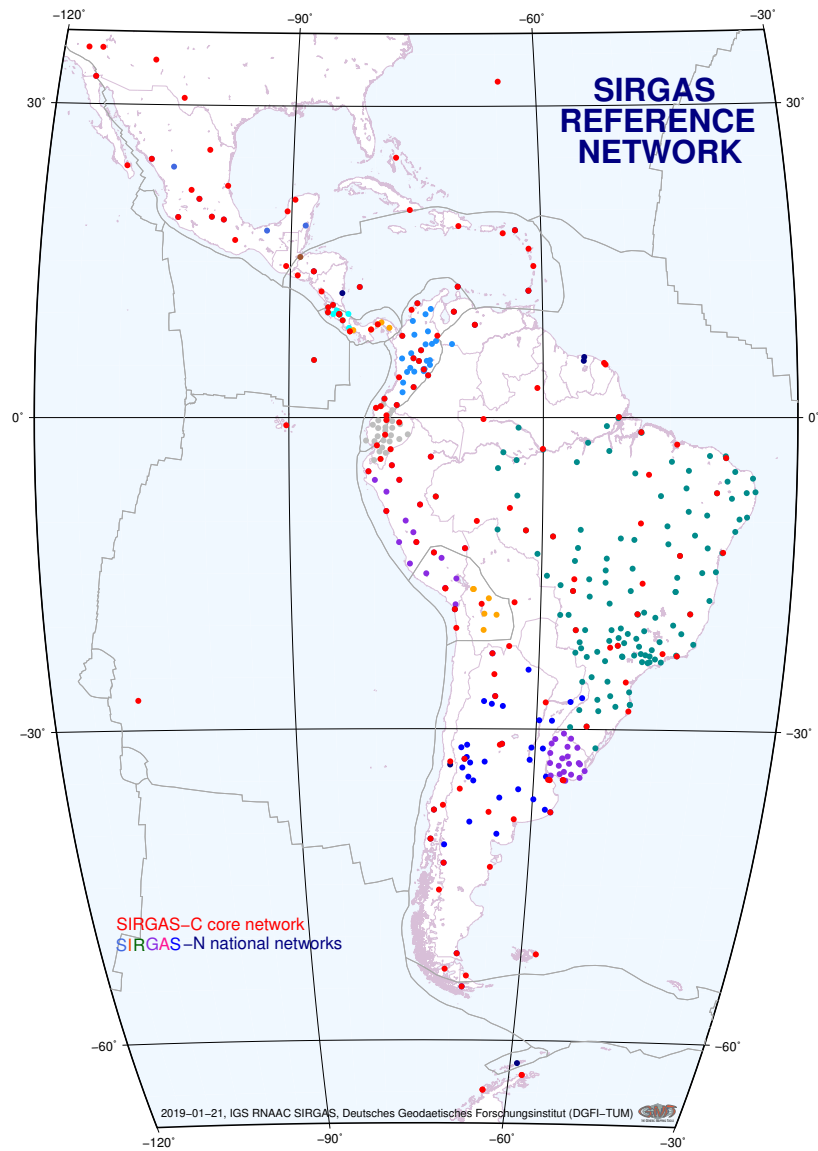 −120° −90° −60° −30°
30° 30°
SIRGAS
REFERENCE
NETWORK
0° 0°
−30° −30°
SIRGAS−C core network
SIRGAS−N national networks
−60° −60°
2019−01−21, IGS RNAAC SIRGAS, Deutsches Geodaetisches Forschungsinstitut (DGFI−TUM) GMT
−120° −90° −60° −30°